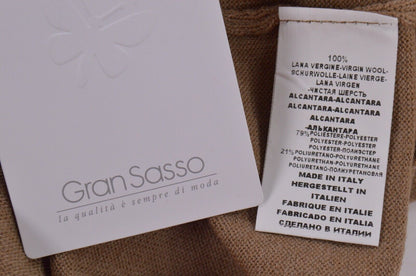 Gran Sasso
la qualità è sempre di moda
100%
LANA VERGINE-VIRGIN WOOL-
SCHURWOLLE-LAINE VIERGE-
LANA VIRGEN
-ЧИСТАЯ ШЕРСТЬ
ALCANTARA-ALCANTARA
ALCANTARA-ALCANTARA
ALCANTARA
-АЛЬКАНТАРА
79% POLIESTERE-POLYESTER
POLYESTER-POLYESTER
POLYESTER-ПОЛИЭСТЕР
21% POLIURETANO-POLYURETHANE
POLYURETHAN-POLYURETHANE
POLIURETANO-ПОЛИУРЕТАНОВАЯ
MADE IN ITALY
HERGESTELLT IN
ITALIEN
FABRIQUE EN ITALIE
FABRICADO EN ITALIA
СДЕЛАНО В ИТАЛИИ